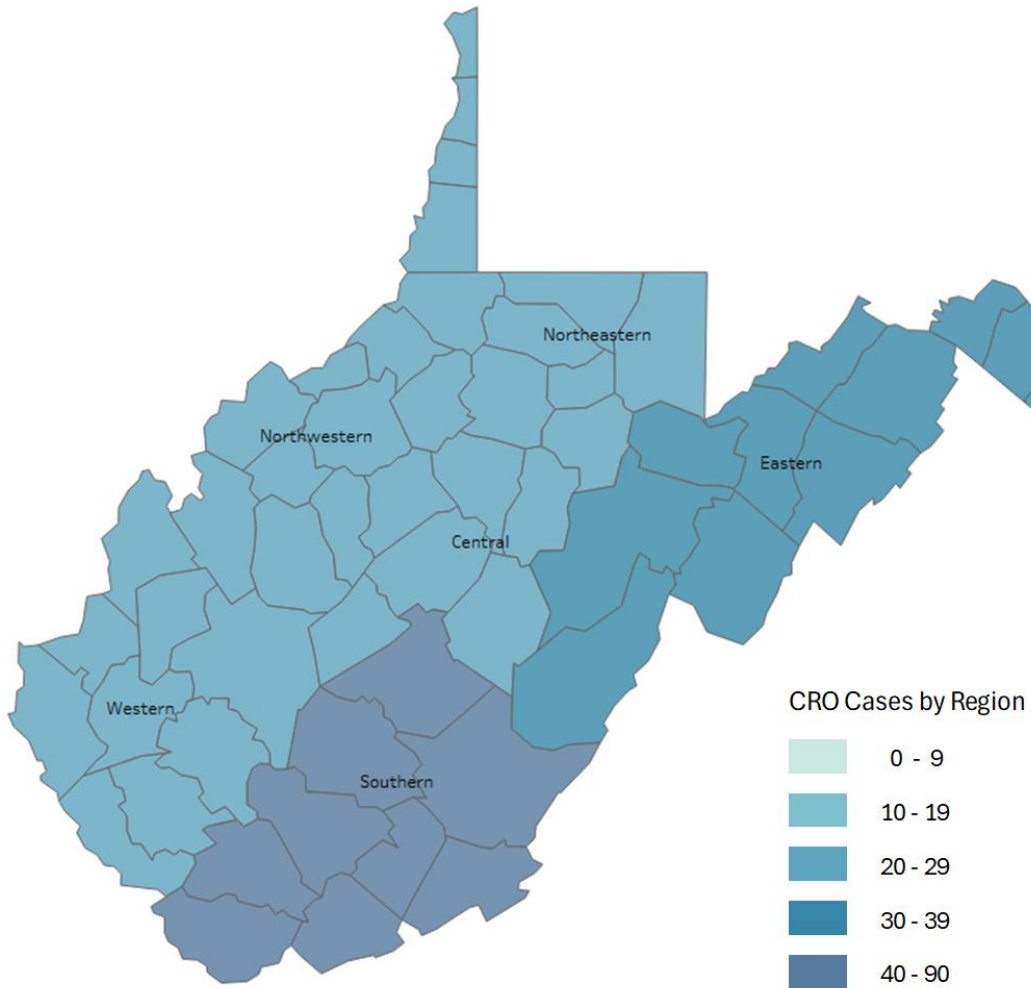 Northeastern
Northwestern
Eastern
Central
Western
Southern
CRO Cases by Region
0 - 9
10 - 19
20 - 29
30 - 39
40 - 90